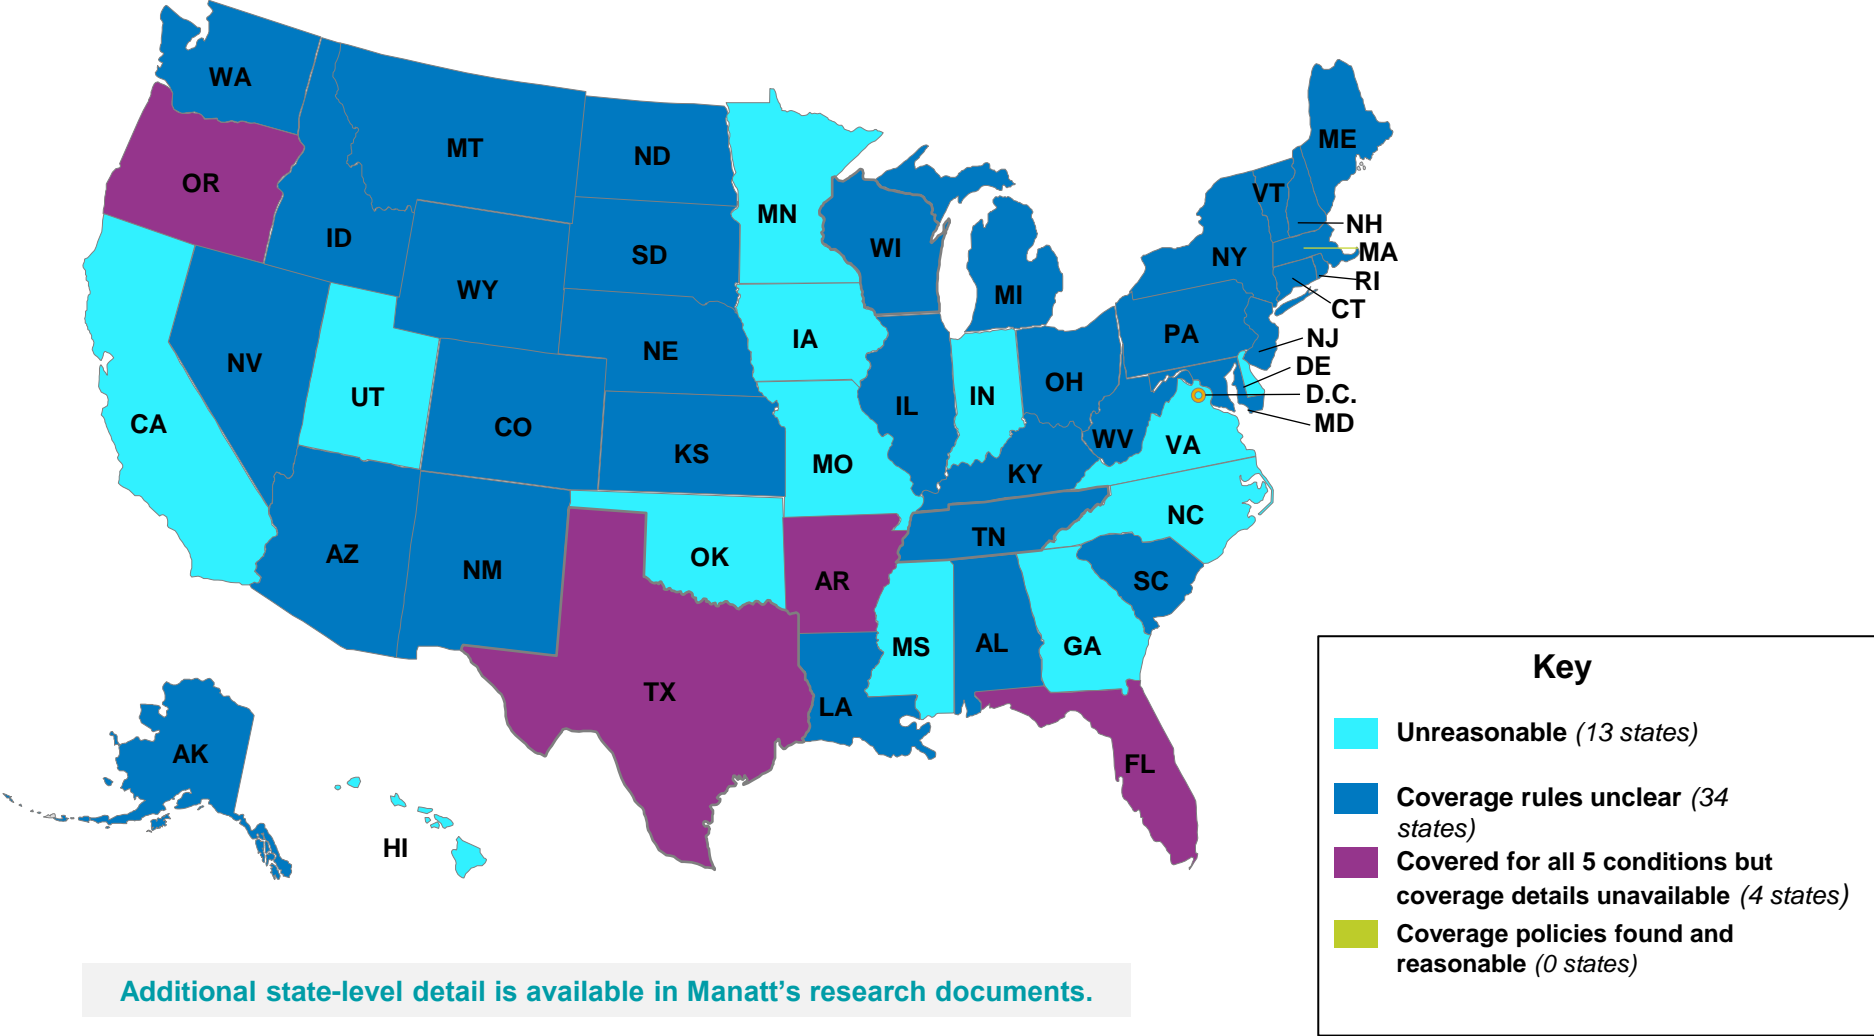 WA
MT
ND
MN
OR
ID
SD
WI
WY
MI
ME
VT
NH
NY
MA
RI
CT
NV
UT
NE
IA
PA
NJ
DE
D.C.
MD
CA
CO
KS
MO
IL
IN
OH
WV
VA
KY
AZ
NM
OK
AR
TN
NC
SC
TX
LA
MS
AL
GA
FL
AK
HI
Key
Unreasonable (13 states)
Coverage rules unclear (34
states)
Covered for all 5 conditions but
coverage details unavailable (4 states)
Coverage policies found and
reasonable (0 states)
Additional state-level detail is available in Manatt’s research documents.